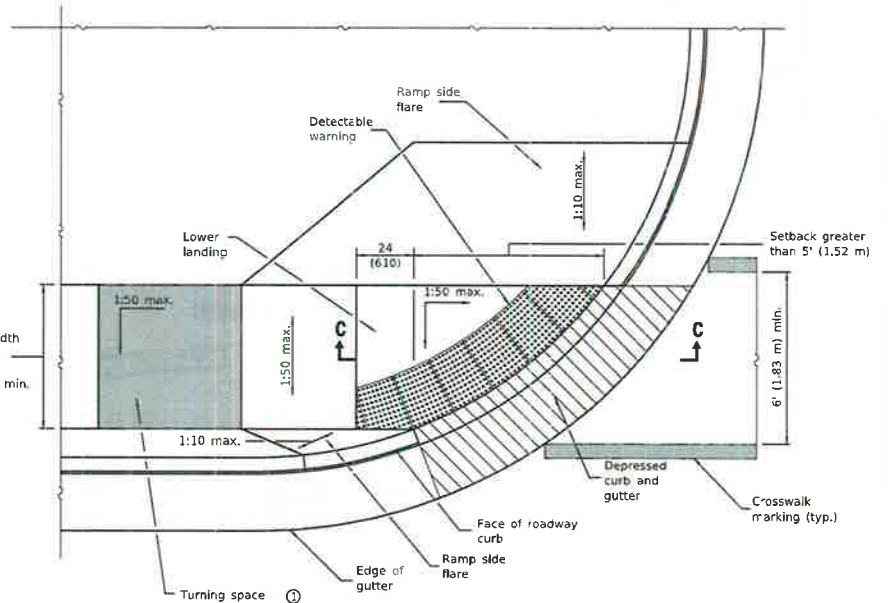 Ramp side
flare
Detectable
warning
1:10 max.
Lower
landing
24
(610)
Setback greater
than 5' (1.52 m)
1:50 max.
1:50 max.
dth
C
C
1:50 max.
min.
6' (1.83 m) min.
1:10 max.
Depressed
curb and
gutter
Crosswalk
marking (typ.)
Face of roadway
curb
Ramp side
flare
Edge of
gutter
Turning space ①